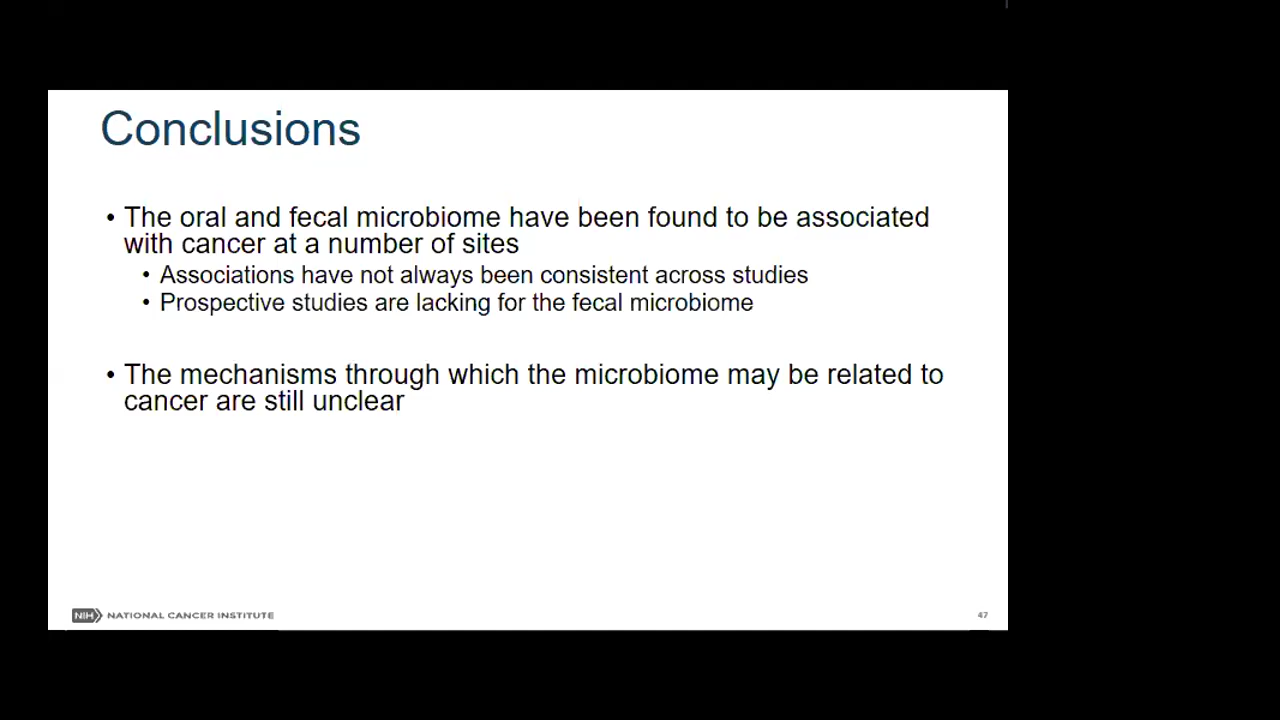 Conclusions
• The oral and fecal microbiome have been found to be associated
with cancer at a number of sites
• Associations have not always been consistent across studies
• Prospective studies are lacking for the fecal microbiome
• The mechanisms through which the microbiome may be related to
cancer are still unclear
NIH NATIONAL CANCER INSTITUTE
47